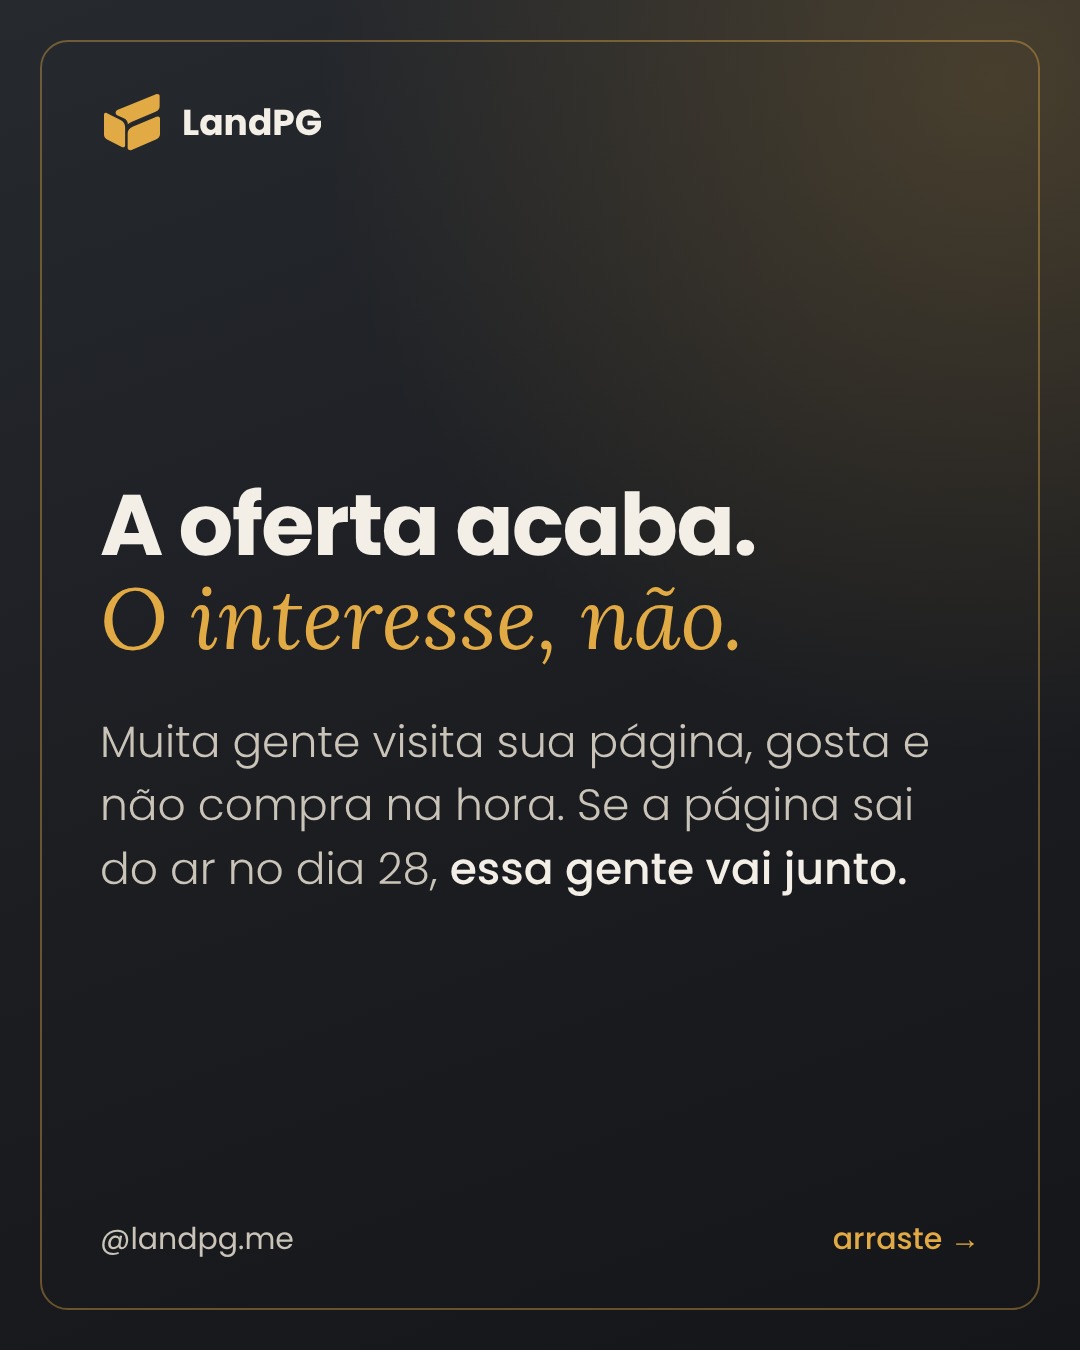 LandPG
A oferta acaba.
O interesse, não.
Muita gente visita sua página, gosta e
não compra na hora. Se a página sai
do ar no dia 28, essa gente vai junto.
@landpg.me
arraste →